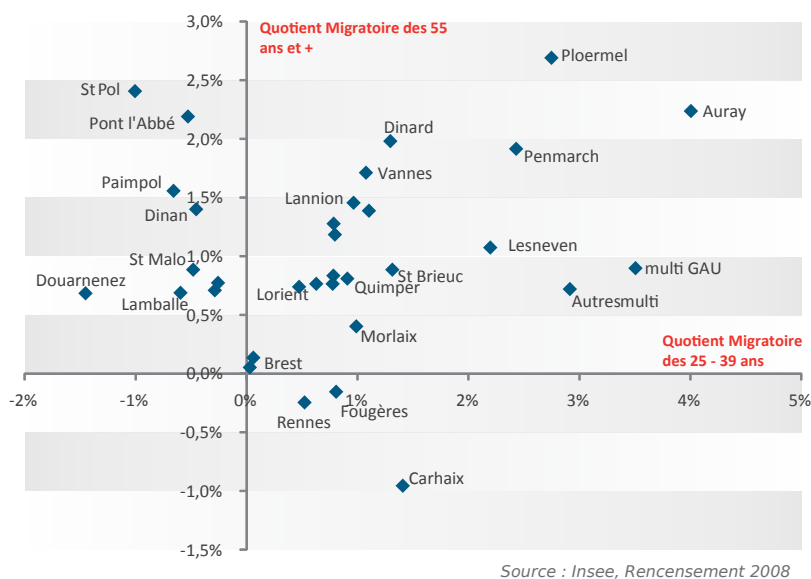 3,0%
Quotient Migratoire des 55
ans et +
Ploermel
2,5%
St Pol
Auray
Pont l'Abbé
Dinard
2,0%
Penmarch
Vannes
Paimpol
1,5%
Lannion
Dinan
Lesneven
St Malo
1,0%
multi GAU
Douarnenez
St Brieuc
Lamballe
Lorient
Quimper
Autresmulti
0,5%
Morlaix
Quotient Migratoire
des 25 - 39 ans
Brest
0,0%
-2%
-1%
0%
1%
2%
3%
4%
5%
Fougères
Rennes
-0,5%
Carhaix
-1,0%
-1,5%
Source : Insee, Rencensement 2008